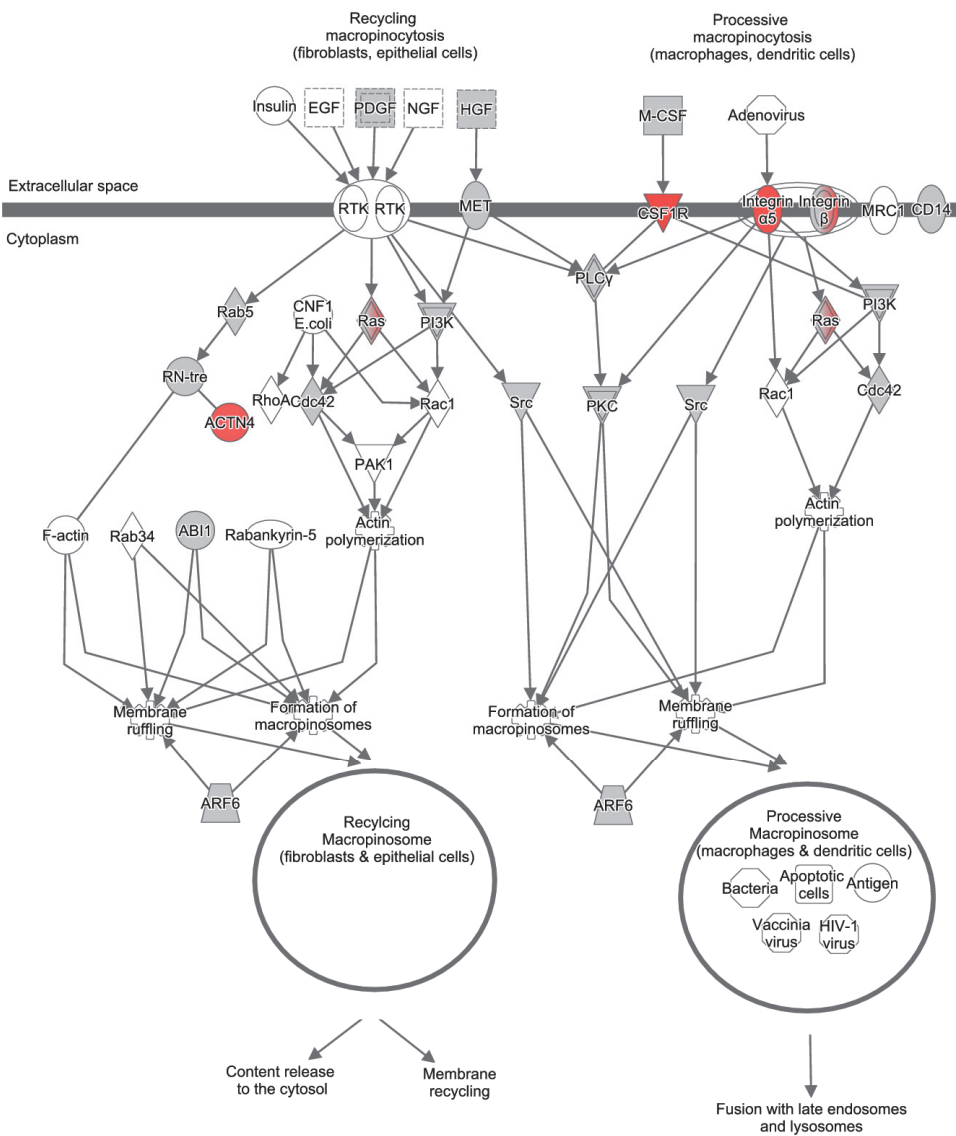 Recycling
macropinocytosis
(fibroblasts, epithelial cells)
Processive
macropinocytosis
(macrophages, dendritic cells)
Insulin
EGF
PDGF
NGF
HGF
M-CSF
Adenovirus
Extracellular space
RTK
RTK
MET
CSF1R
Integrin
α5
Integrin
β
MRC1
CD14
Cytoplasm
PLCγ
Rab5
CNF1
E.coli
Ras
PI3K
Ras
PI3K
RN-tre
RhoA
Cdc42
Rac1
Src
PKC
Src
Rac1
Cdc42
ACTN4
PAK1
F-actin
Rab34
ABI1
Rabankyrin-5
Actin
polymerization
Actin
polymerization
Membrane
ruffling
Formation of
macropinosomes
Formation of
macropinosomes
Membrane
ruffling
ARF6
ARF6
Recylcing
Macropinosome
(fibroblasts & epithelial cells)
Processive
Macropinosome
(macrophages & dendritic cells)
Bacteria
Apoptotic
cells
Antigen
Vaccinia
virus
HIV-1
virus
Content release
to the cytosol
Membrane
recycling
Fusion with late endosomes
and lysosomes